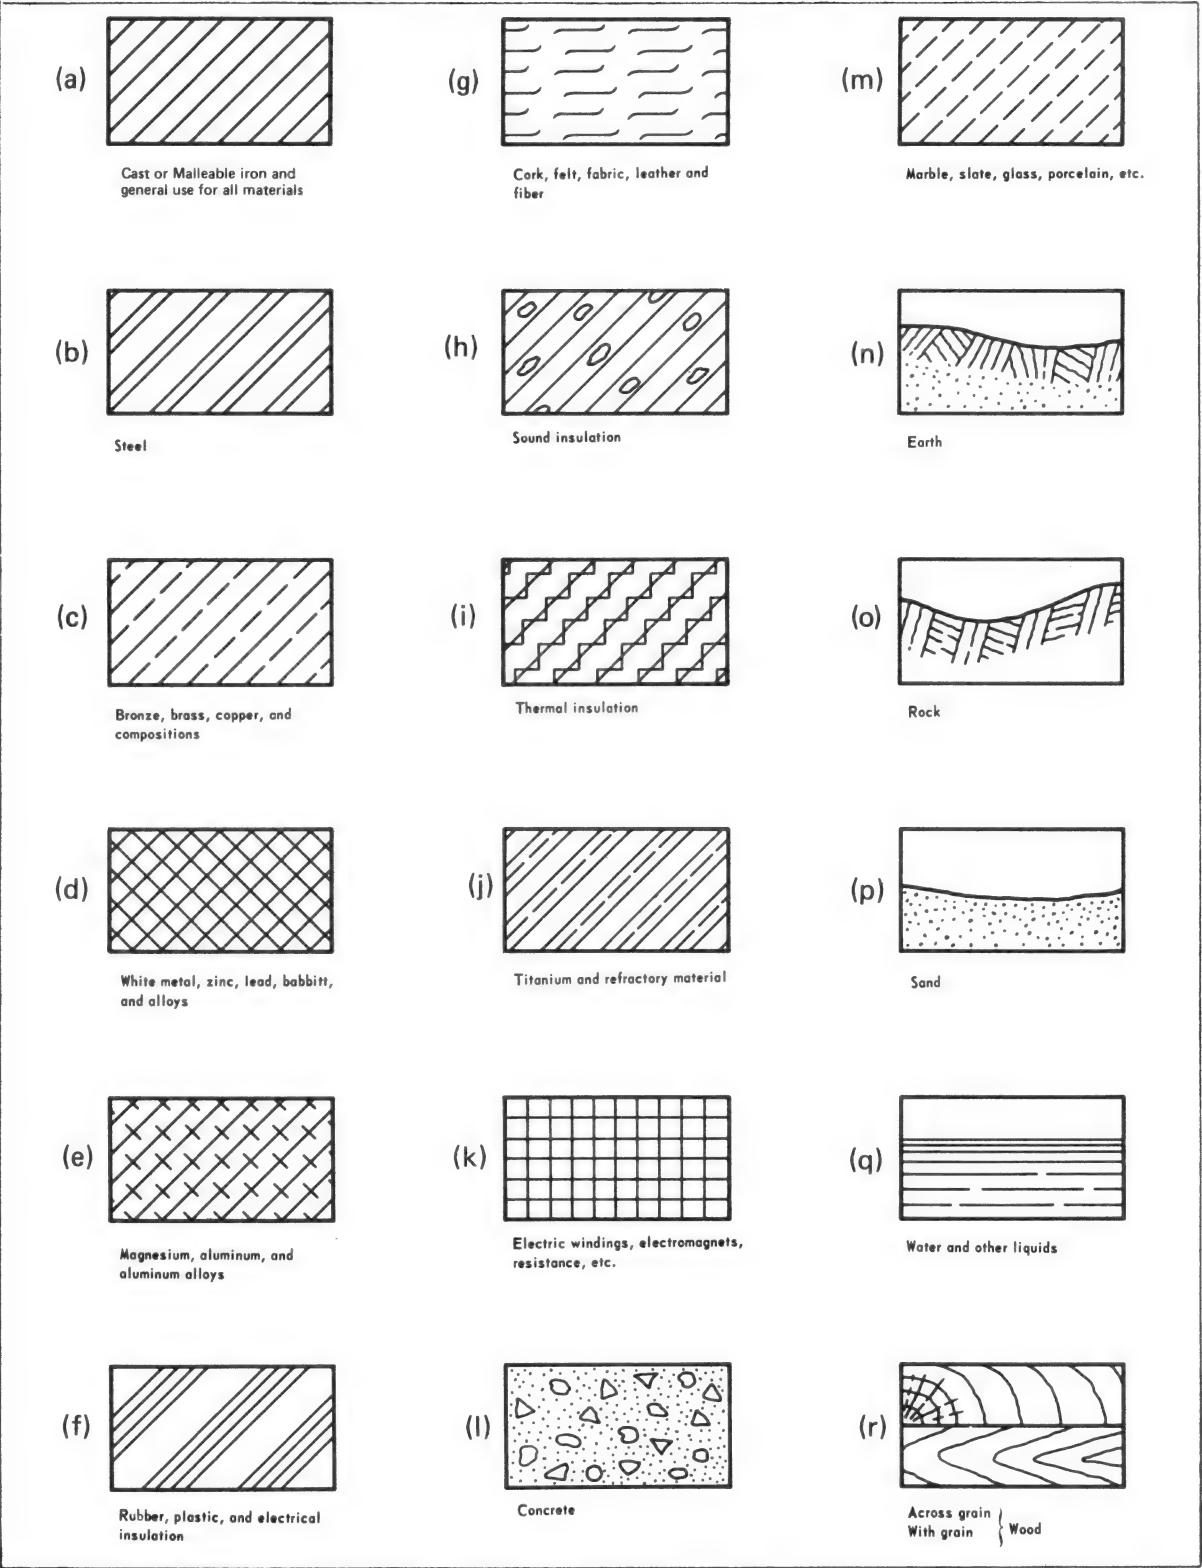 (a)
Cast or Malleable iron and
general use for all materials
(b)
Steel
(c)
Bronze, brass, copper, and
compositions
(d)
White metal, zinc, lead, babbitt,
and alloys
(e)
Magnesium, aluminum, and
aluminum alloys
(f)
Rubber, plastic, and electrical
insulation
(g)
Cork, felt, fabric, leather and
fiber
(h)
Sound insulation
(i)
Thermal insulation
(j)
Titanium and refractory material
(k)
Electric windings, electromagnets,
resistance, etc.
(l)
Concrete
(m)
Marble, slate, glass, porcelain, etc.
(n)
Earth
(o)
Rock
(p)
Sand
(q)
Water and other liquids
(r)
Across grain
With grain
Wood